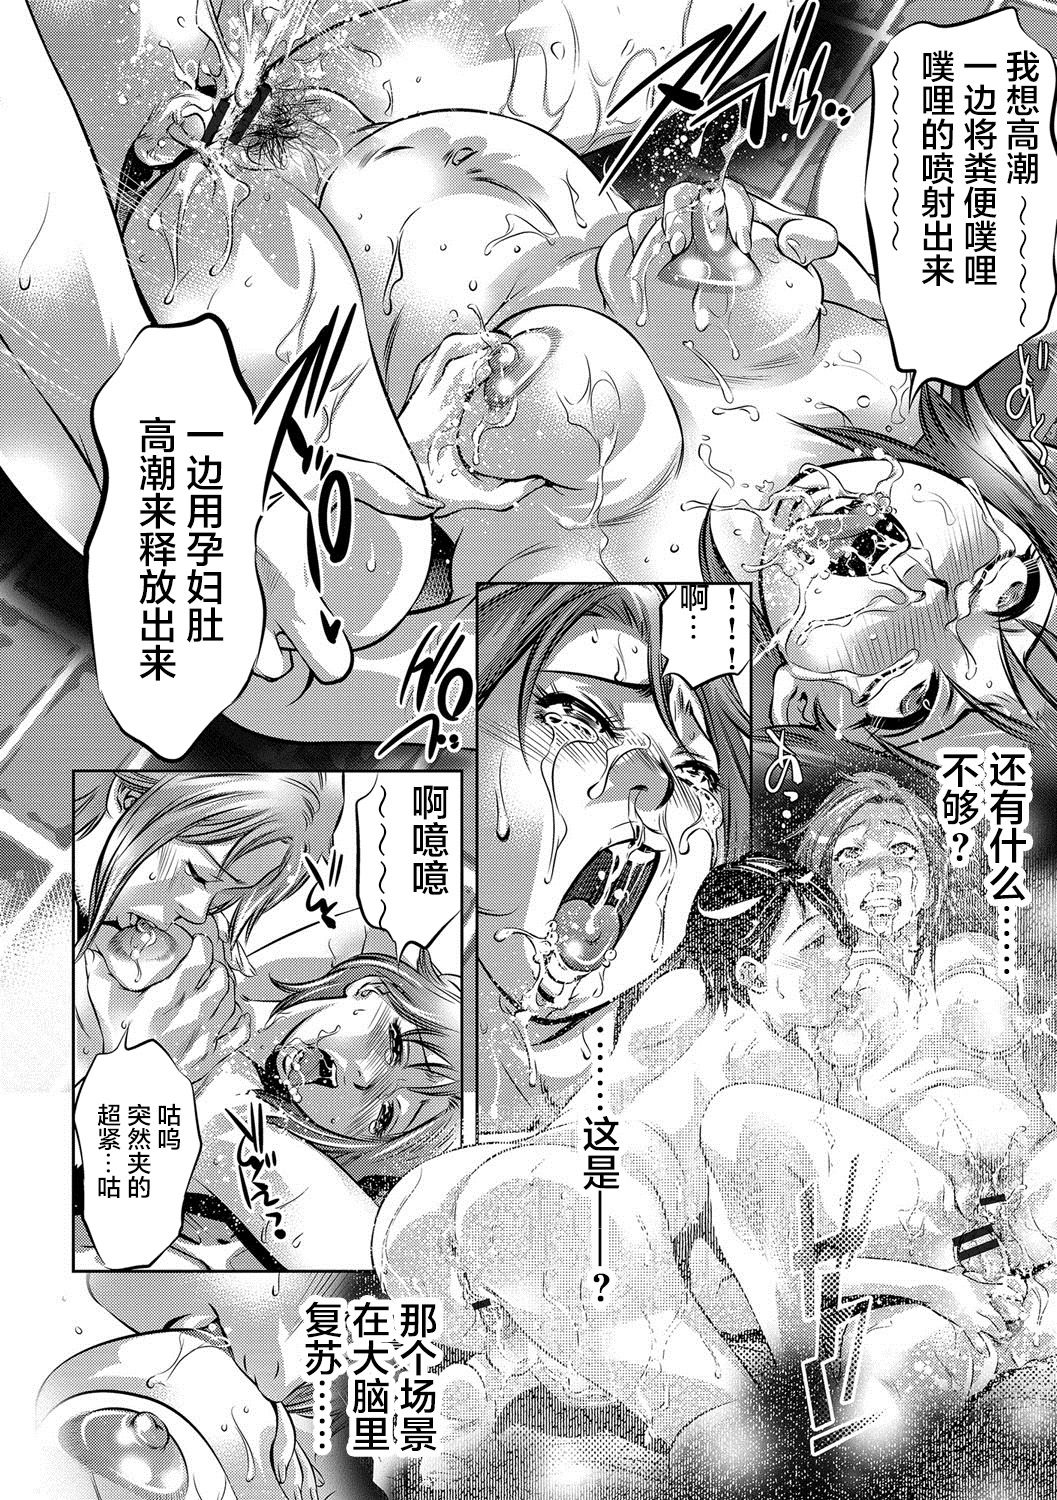 我想高潮～～～～
一边将粪便噗哩
噗哩的喷射出来
～～～～～
一边用孕妇肚
高潮来释放出来
！！！
啊…
还有什么……
不够？
啊噫噫
～～～～～
……这是——？
咕呜
突然夹的
超紧…咕
那个场景
在大脑里
复苏……